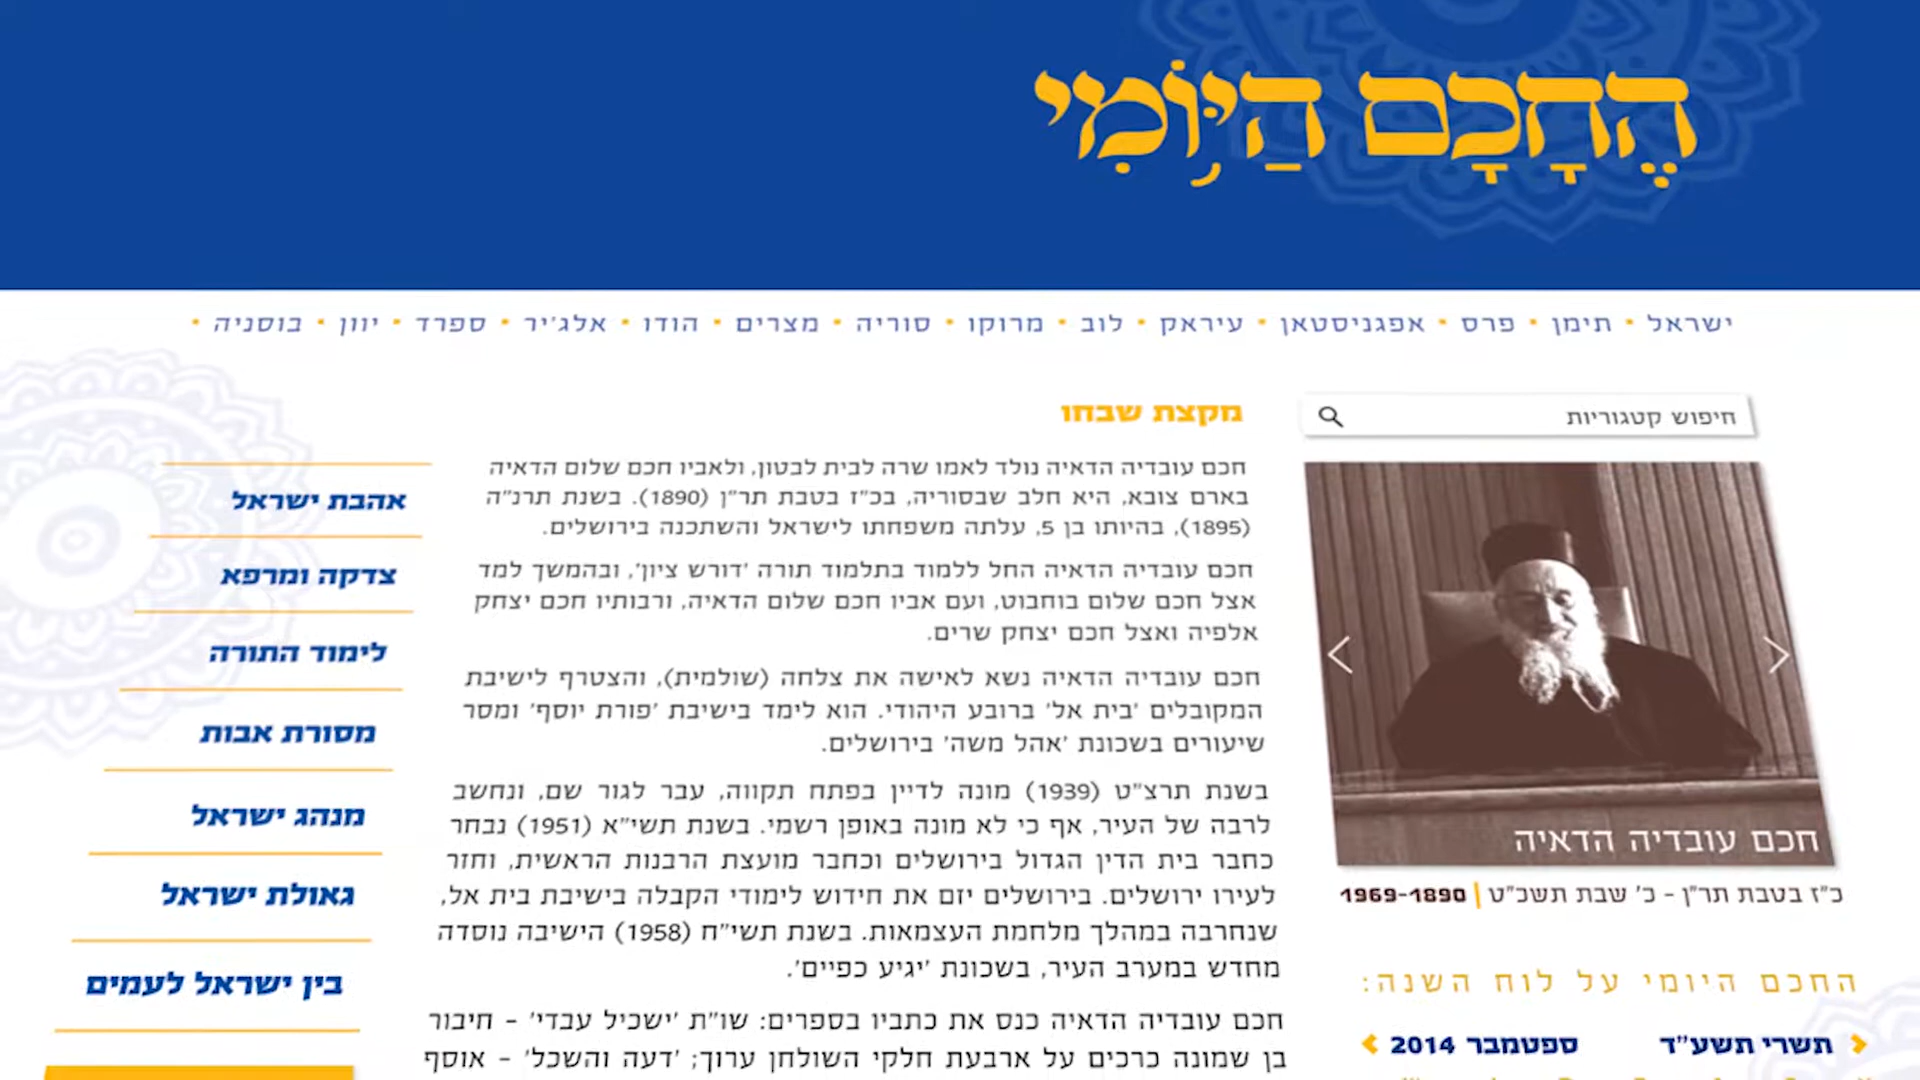 הֶחָכָם הַיּוֹמִי
ישראל • תימן • פרס • אפגניסטאן • עיראק • לוב • מרוקו • סוריה • מצרים • הודו • אלג'יר • ספרד • יוון • בוסניה •
חיפוש קטגוריות
חכם עובדיה הדאיה
כ"ז בטבת תר"ן - כ' שבת תשכ"ט | 1969-1890
החכם היומי על לוח השנה:
תשרי תשע"ד ספטמבר 2014
מקצת שבחו
חכם עובדיה הדאיה נולד לאמו שרה לבית לבטון, ולאביו חכם שלום הדאיה
בארם צובא, היא חלב שבסוריה, בכ"ז בטבת תר"ן (1890). בשנת תרנ"ה
(1895), בהיותו בן 5, עלתה משפחתו לישראל והשתכנה בירושלים.
חכם עובדיה הדאיה החל ללמוד בתלמוד תורה 'דורש ציון', ובהמשך למד
אצל חכם שלום בוחבוט, ועם אביו חכם שלום הדאיה, ורבותיו חכם יצחק
אלפיה ואצל חכם יצחק שרים.
חכם עובדיה הדאיה נשא לאישה את צלחה (שולמית), והצטרף לישיבת
המקובלים 'בית אל' ברובע היהודי. הוא לימד בישיבת 'פורת יוסף' ומסר
שיעורים בשכונת 'אהל משה' בירושלים.
בשנת תרצ"ט (1939) מונה לדיין בפתח תקווה, עבר לגור שם, ונחשב
לרבה של העיר, אף כי לא מונה באופן רשמי. בשנת תשי"א (1951) נבחר
כחבר בית הדין הגדול בירושלים וכחבר מועצת הרבנות הראשית, וחזר
לעירו ירושלים. בירושלים יזם את חידוש לימודי הקבלה בישיבת בית אל,
שנחרבה במהלך מלחמת העצמאות. בשנת תשי"ח (1958) הישיבה נוסדה
מחדש במערב העיר, בשכונת 'יגיע כפיים'.
חכם עובדיה הדאיה כנס את כתביו בספרים: שו"ת 'ישכיל עבדי' - חיבור
בן שמונה כרכים על ארבעת חלקי השולחן ערוך; 'דעה והשכל' - אוסף
אהבת ישראל
צדקה ומרפא
לימוד התורה
מסורת אבות
מנהג ישראל
גאולת ישראל
בין ישראל לעמים